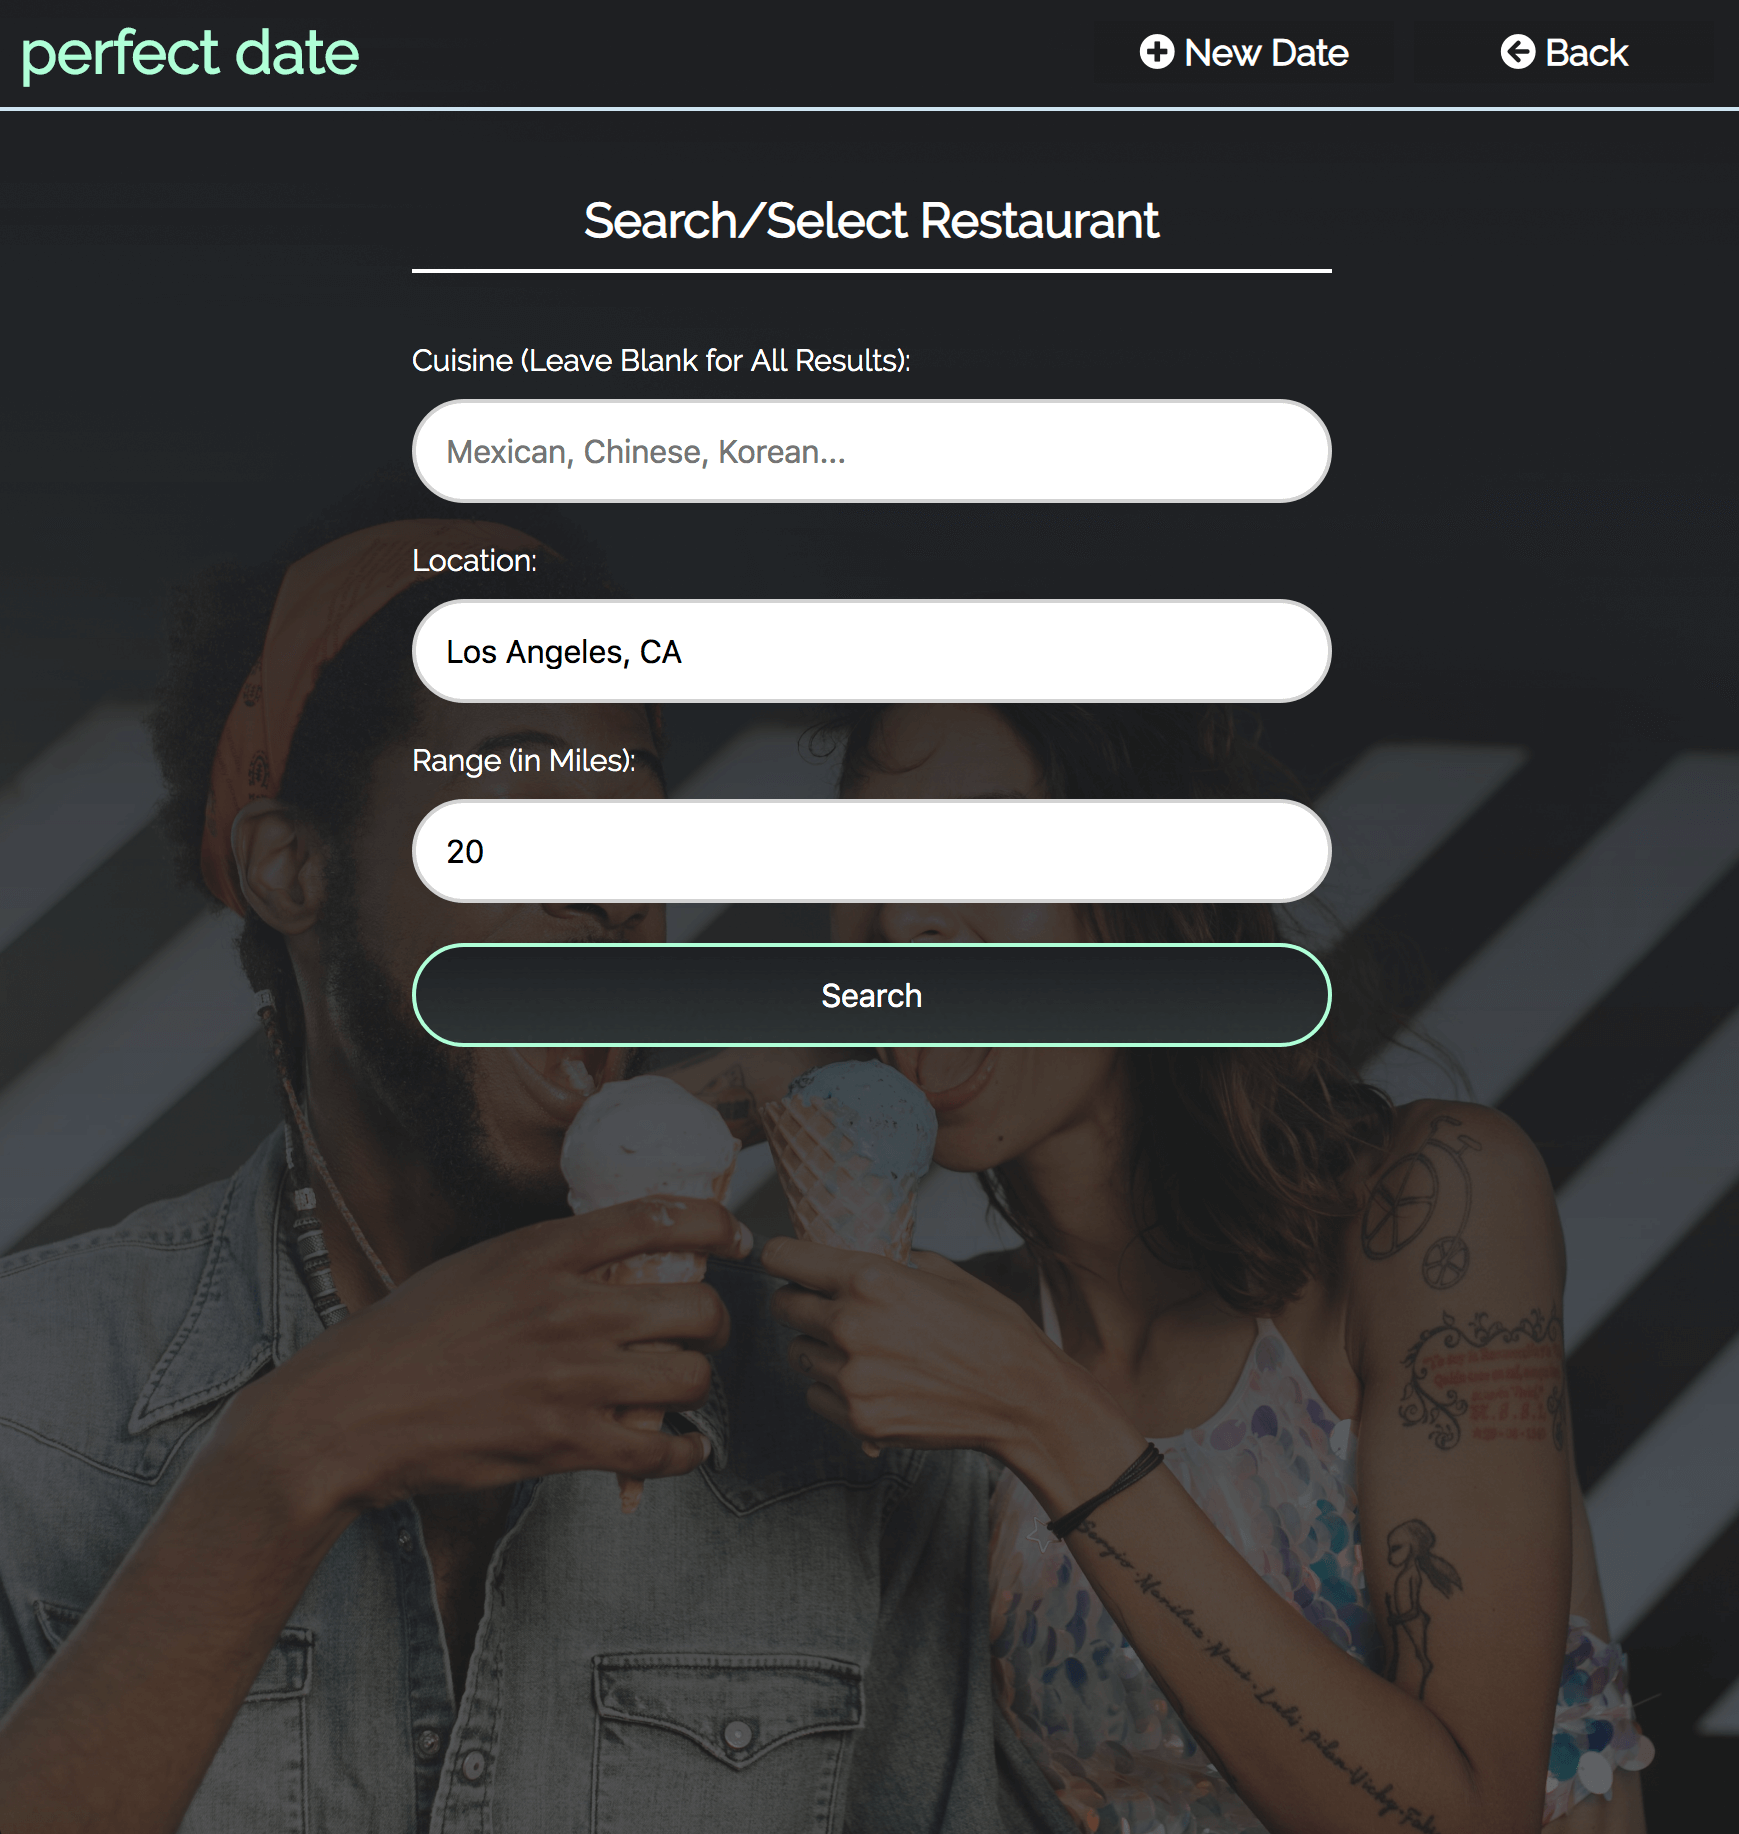 perfect date
New Date
Back
Search/Select Restaurant
Cuisine (Leave Blank for All Results):
Mexican, Chinese, Korean...
Location:
Los Angeles, CA
Range (in Miles):
20
Search